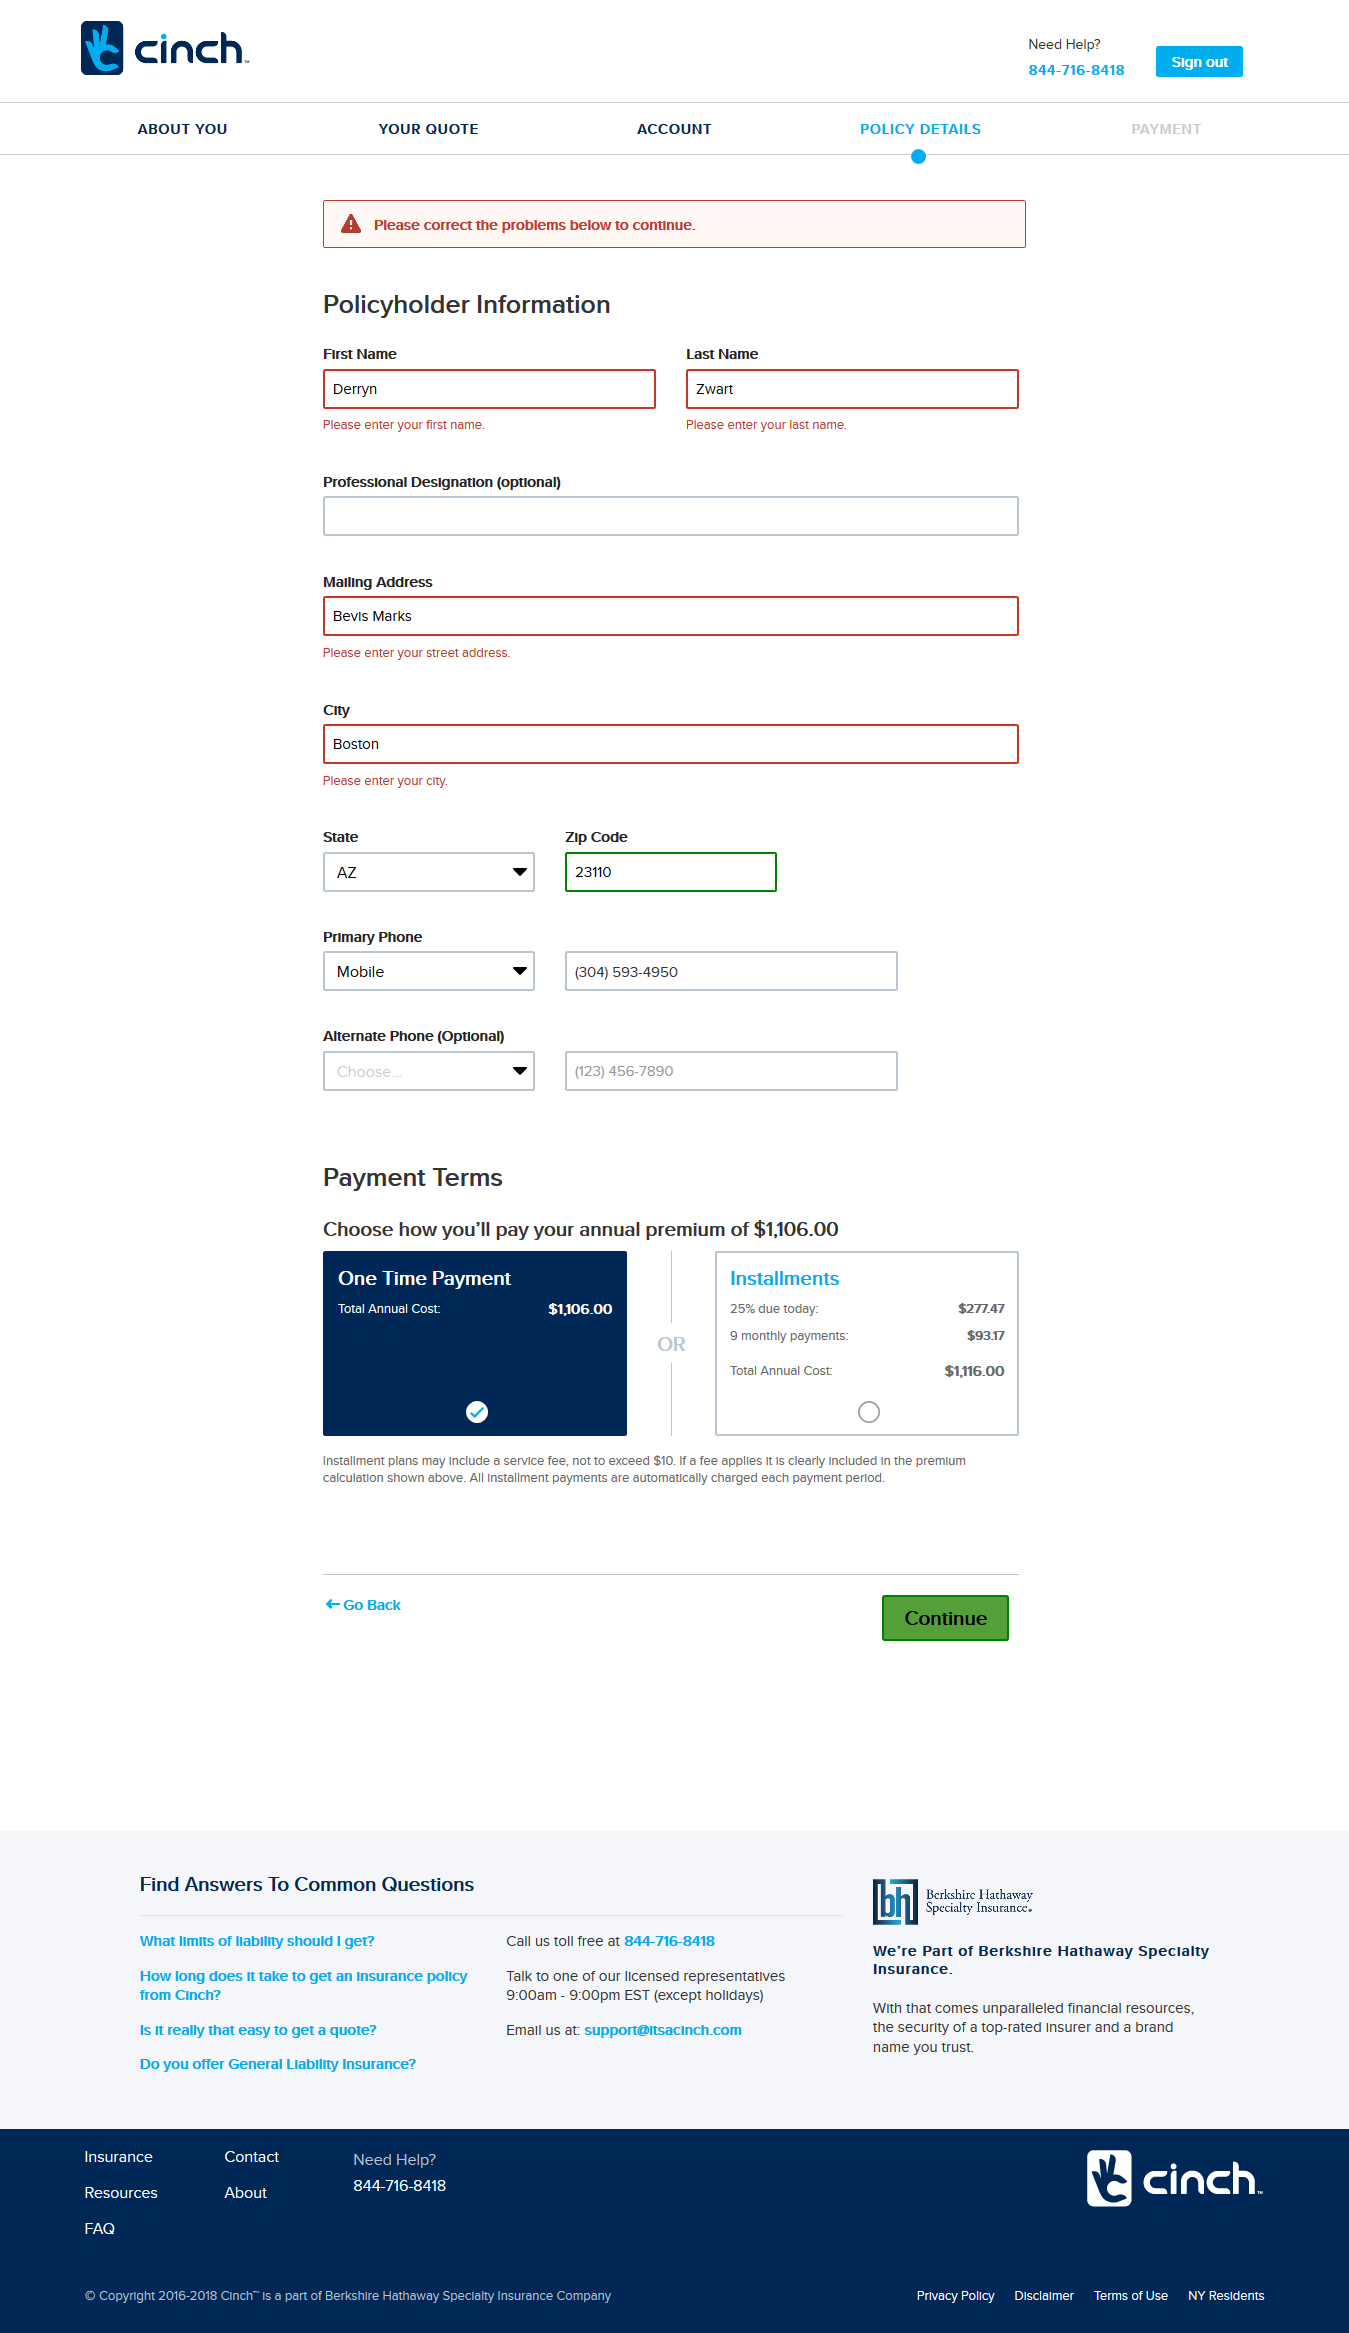 cinch™
Need Help?
844-716-8418
Sign out
ABOUT YOU
YOUR QUOTE
ACCOUNT
POLICY DETAILS
PAYMENT
Please correct the problems below to continue.
Policyholder Information
First Name
Last Name
Derryn
Zwart
Please enter your first name.
Please enter your last name.
Professional Designation (optional)
Mailing Address
Bevis Marks
Please enter your street address.
City
Boston
Please enter your city.
State
Zip Code
AZ
23110
Primary Phone
Mobile
(304) 593-4950
Alternate Phone (Optional)
Choose...
(123) 456-7890
Payment Terms
Choose how you’ll pay your annual premium of $1,106.00
One Time Payment
Total Annual Cost: $1,106.00
OR
Installments
25% due today: $277.47
9 monthly payments: $93.17
Total Annual Cost: $1,116.00
Installment plans may include a service fee, not to exceed $10. If a fee applies it is clearly included in the premium
calculation shown above. All installment payments are automatically charged each payment period.
Go Back
Continue
Find Answers To Common Questions
What limits of liability should I get?
How long does it take to get an insurance policy
from Cinch?
Is it really that easy to get a quote?
Do you offer General Liability Insurance?
Call us toll free at 844-716-8418
Talk to one of our licensed representatives
9:00am - 9:00pm EST (except holidays)
Email us at: support@itsacinch.com
bh
Berkshire Hathaway
Specialty Insurance.
We’re Part of Berkshire Hathaway Specialty
Insurance.
With that comes unparalleled financial resources,
the security of a top-rated insurer and a brand
name you trust.
Insurance
Resources
FAQ
Contact
About
Need Help?
844-716-8418
cinch™
© Copyright 2016-2018 Cinch™ is a part of Berkshire Hathaway Specialty Insurance Company
Privacy Policy
Disclaimer
Terms of Use
NY Residents